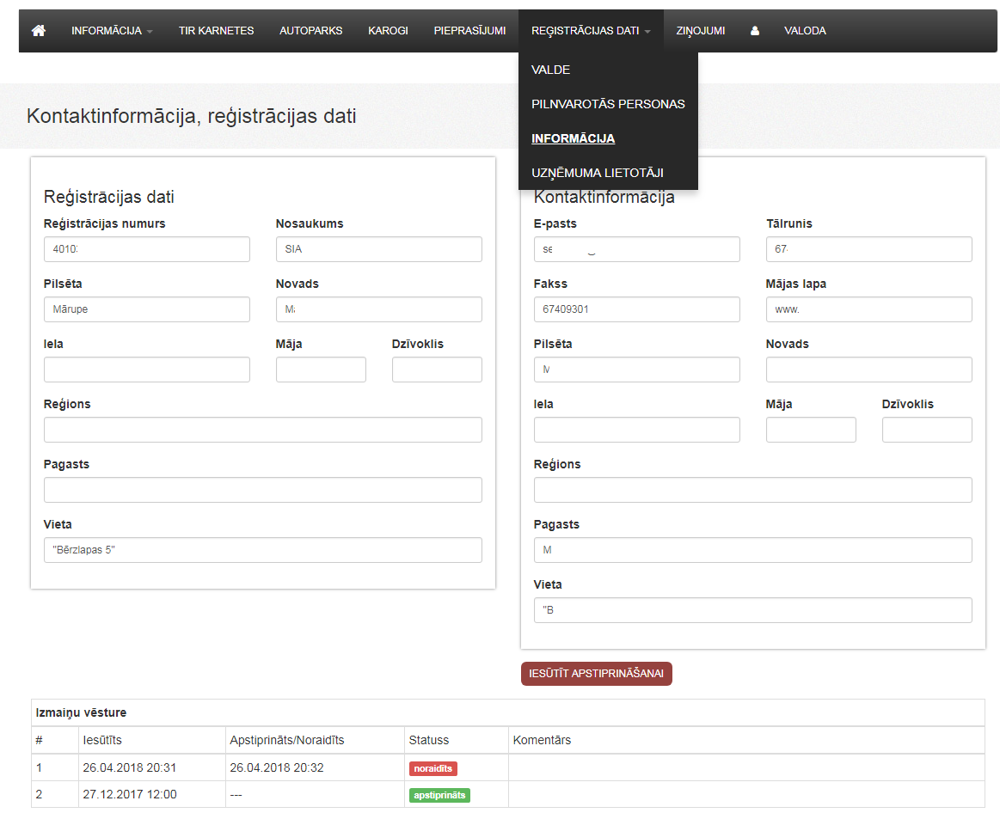 INFORMĀCIJA TIR KARNETES AUTOPARKS KAROGI PIEPRASĪJUMI REĢISTRĀCIJAS DATI ZIŅOJUMI VALODA
VALDE
PILNVAROTĀS PERSONAS
INFORMĀCIJA
UZŅĒMUMA LIETOTĀJI
Kontaktinformācija, reģistrācijas dati
Reģistrācijas dati
Reģistrācijas numurs Nosaukums
4010 SIA
Pilsēta Novads
Mārupe M
Iela Māja Dzīvoklis
Reģions
Pagasts
Vieta
"Bērzlapas 5"
Kontaktinformācija
E-pasts Tālrunis
se 67
Fakss Mājas lapa
67409301 www.
Pilsēta Novads
M
Iela Māja Dzīvoklis
Reģions
Pagasts
M
Vieta
"B
IESŪTĪT APSTIPRINĀŠANAI
Izmaiņu vēsture
# Iesūtīts Apstiprināts/Noraidīts Statuss Komentārs
1 26.04.2018 20:31 26.04.2018 20:32 noraidīts
2 27.12.2017 12:00 --- apstiprināts